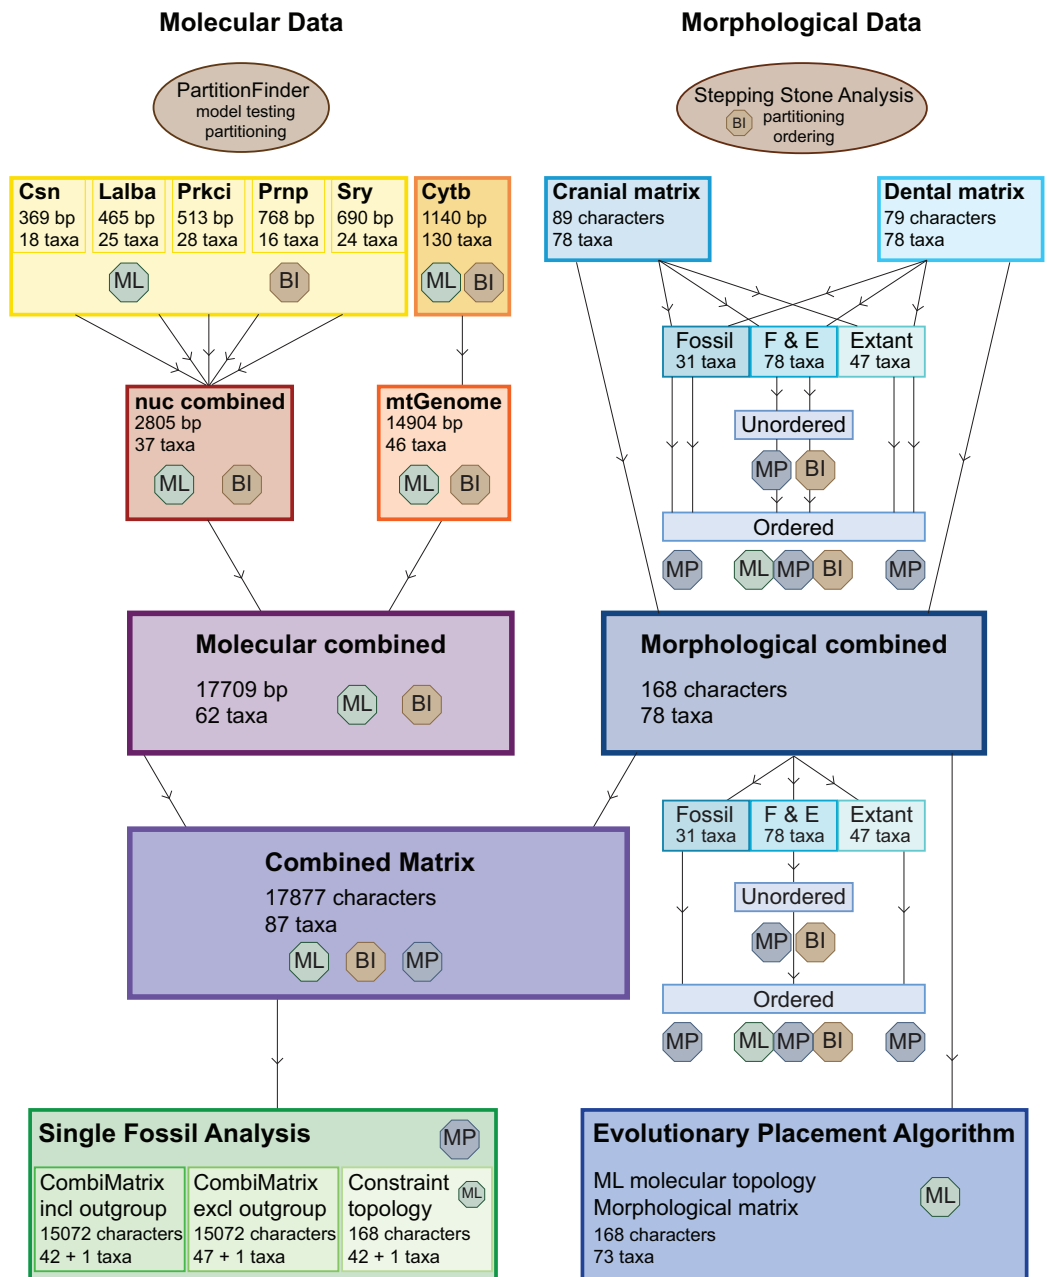 Molecular Data
PartitionFinder
model testing
partitioning
Csn
369 bp
18 taxa
Lalba
465 bp
25 taxa
Prkci
513 bp
28 taxa
Prnp
768 bp
16 taxa
Sry
690 bp
24 taxa
ML
BI
Cytb
1140 bp
130 taxa
ML
BI
nuc combined
2805 bp
37 taxa
ML
BI
mtGenome
14904 bp
46 taxa
ML
BI
Molecular combined
17709 bp
62 taxa
ML
BI
Morphological Data
Stepping Stone Analysis
BI
partitioning
ordering
Cranial matrix
89 characters
78 taxa
Dental matrix
79 characters
78 taxa
Fossil
31 taxa
F & E
78 taxa
Extant
47 taxa
Unordered
MP
BI
Ordered
MP
ML
MP
BI
MP
Morphological combined
168 characters
78 taxa
Fossil
31 taxa
F & E
78 taxa
Extant
47 taxa
Unordered
MP
BI
Ordered
MP
ML
MP
BI
MP
Combined Matrix
17877 characters
87 taxa
ML
BI
MP
Single Fossil Analysis
MP
CombiMatrix
incl outgroup
15072 characters
42 + 1 taxa
CombiMatrix
excl outgroup
15072 characters
47 + 1 taxa
Constraint
topology
ML
168 characters
42 + 1 taxa
Evolutionary Placement Algorithm
ML molecular topology
Morphological matrix
168 characters
73 taxa
ML